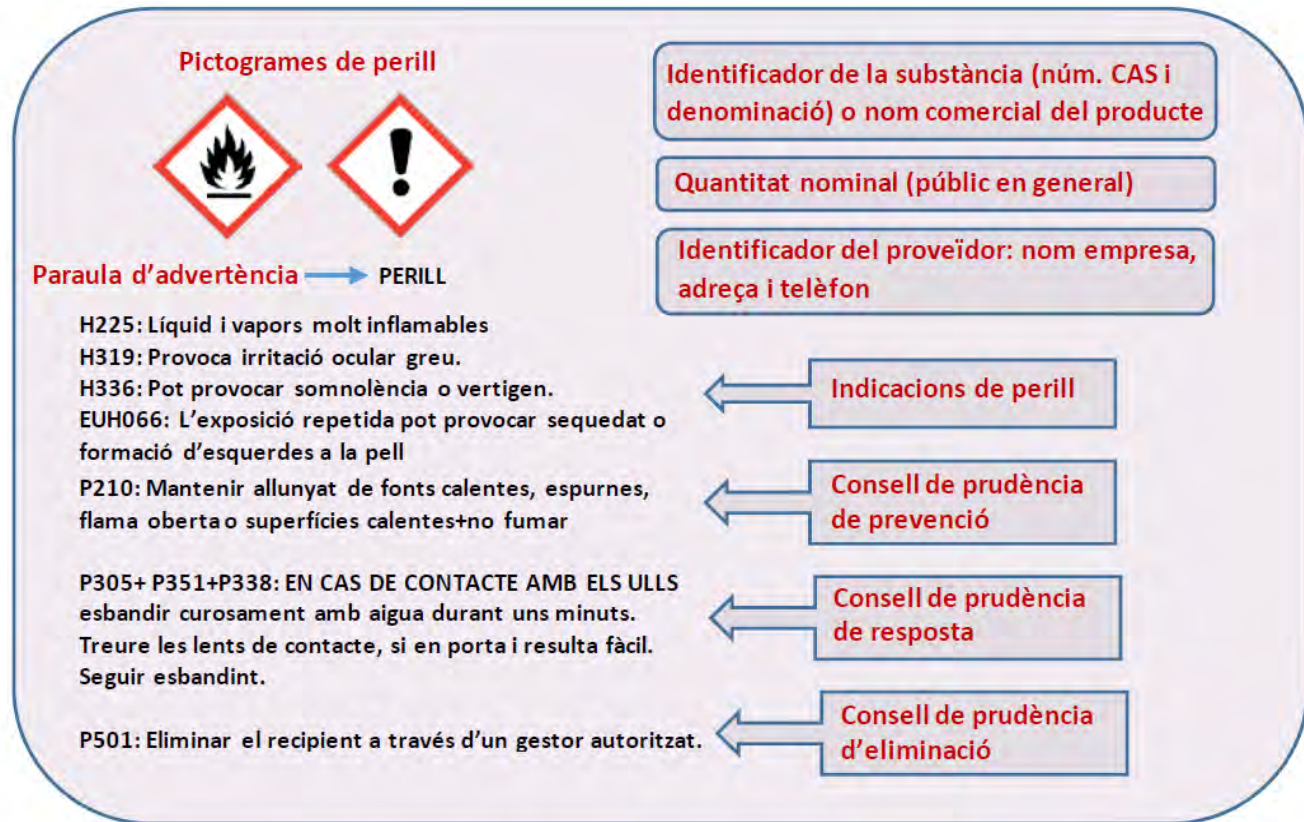 Pictogrames de perill
Identificador de la substància (núm. CAS i
denominació) o nom comercial del producte
Quantitat nominal (públic en general)
Identificador del proveïdor: nom empresa,
adreça i telèfon
Paraula d'advertència
PERILL
H225: Líquid i vapors molt inflamables
H319: Provoca irritació ocular greu.
H336: Pot provocar somnolència o vertigen.
EUH066: L'exposició repetida pot provocar sequedat o
formació d'esquerdes a la pell
Indicacions de perill
P210: Mantenir allunyat de fonts calentes, espurnes,
flama oberta o superfícies calentes+no fumar
Consell de prudència
de prevenció
P305+ P351+P338: EN CAS DE CONTACTE AMB ELS ULLS
esbandir curosament amb aigua durant uns minuts.
Treure les lents de contacte, si en porta i resulta fàcil.
Seguir esbandint.
Consell de prudència
de resposta
P501: Eliminar el recipient a través d'un gestor autoritzat.
Consell de prudència
d'eliminació